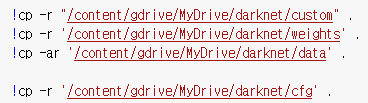 !cp -r "/content/gdrive/MyDrive/darknet/custom" .
!cp -r '/content/gdrive/MyDrive/darknet/weights' .
!cp -ar '/content/gdrive/MyDrive/darknet/data' .
!cp -r '/content/gdrive/MyDrive/darknet/cfg' .